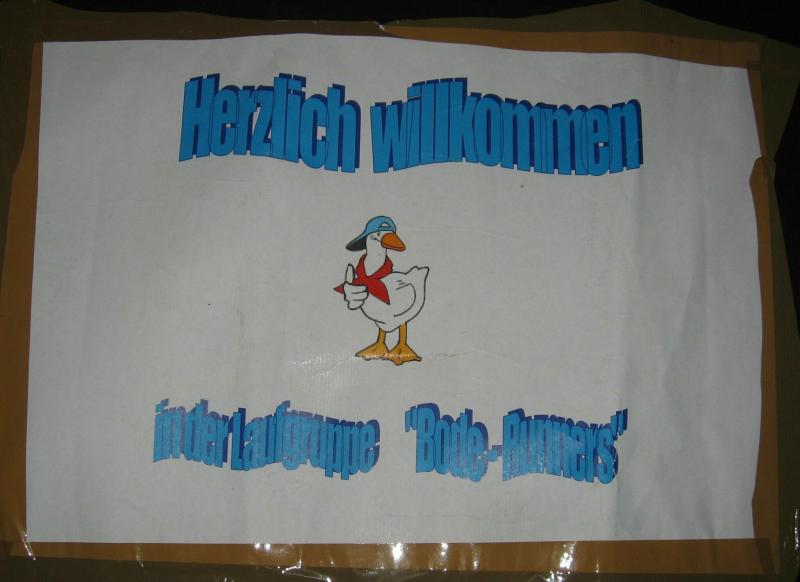 Herzlich willkommen
in der Laufgruppe "Bode-Runners"